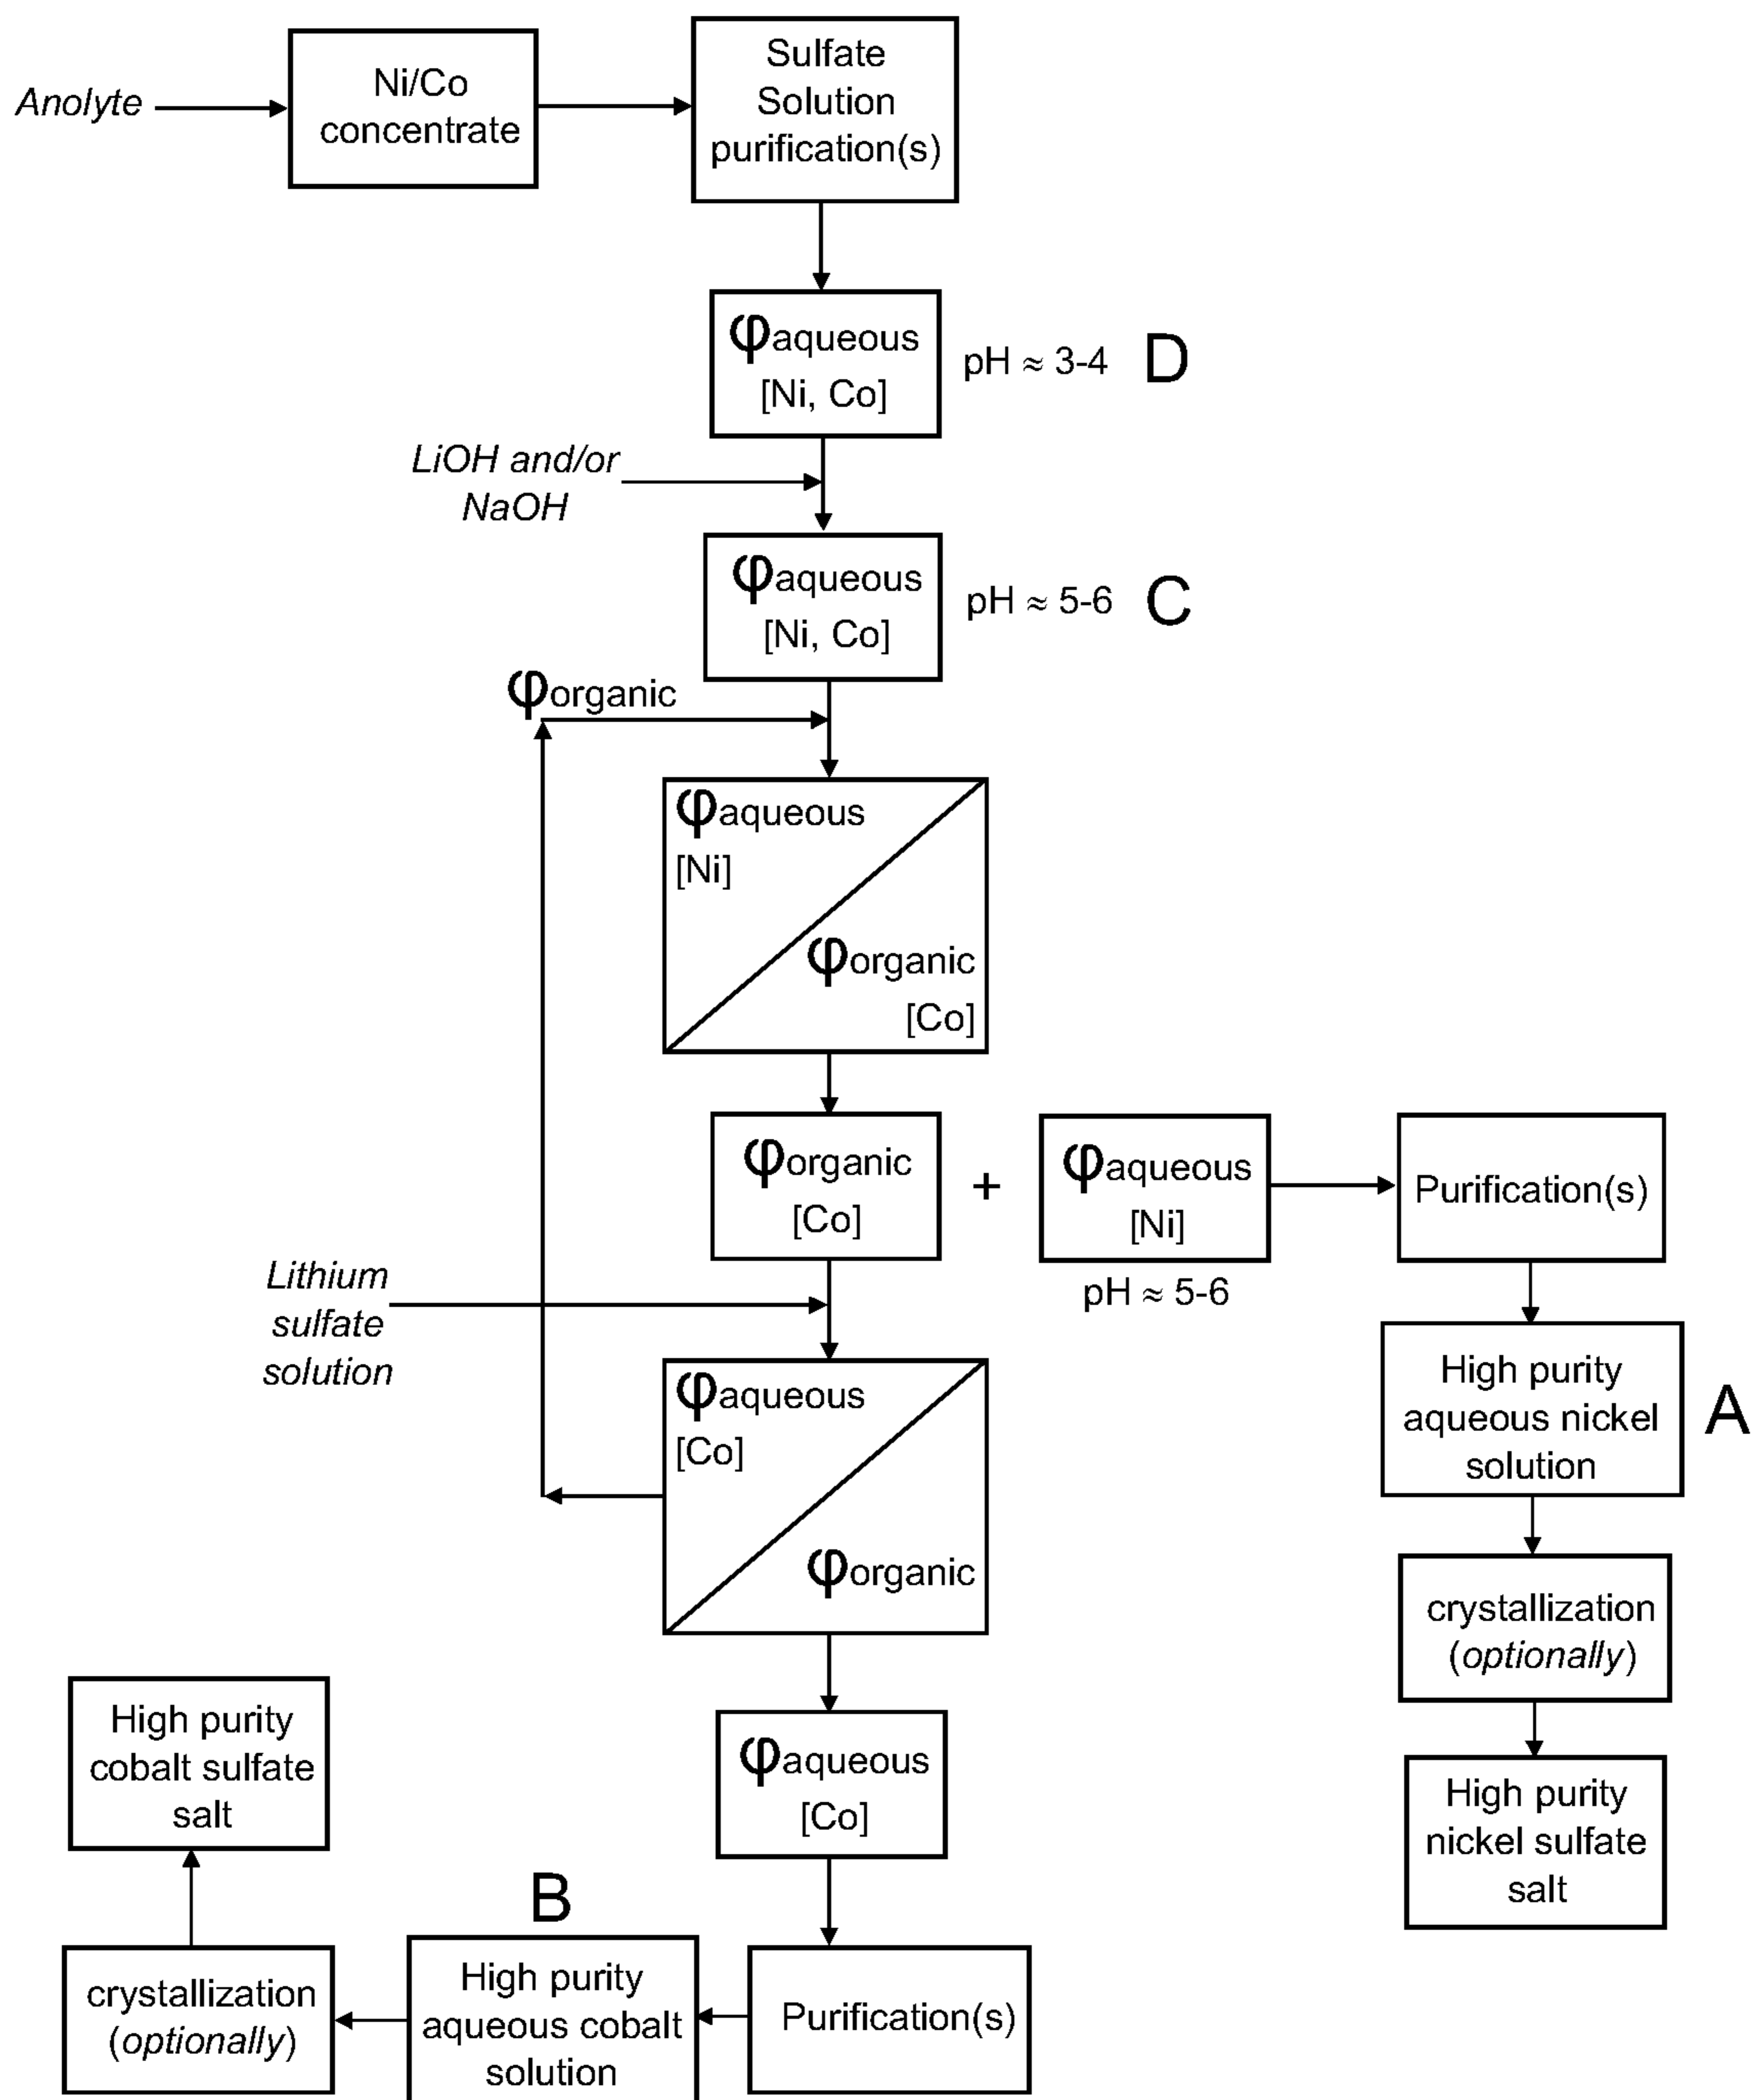 Anolyte
Ni/Co
concentrate
Sulfate
Solution
purification(s)
φaqueous
[Ni, Co]
pH ≈ 3-4
D
LiOH and/or
NaOH
φaqueous
[Ni, Co]
pH ≈ 5-6
C
φorganic
φaqueous
[Ni]
φorganic
[Co]
φorganic
[Co]
+
φaqueous
[Ni]
pH ≈ 5-6
Purification(s)
Lithium
sulfate
solution
High purity
aqueous nickel
solution
A
φaqueous
[Co]
φorganic
crystallization
(optionally)
High purity
nickel sulfate
salt
φaqueous
[Co]
High purity
cobalt sulfate
salt
B
crystallization
(optionally)
High purity
aqueous cobalt
solution
Purification(s)